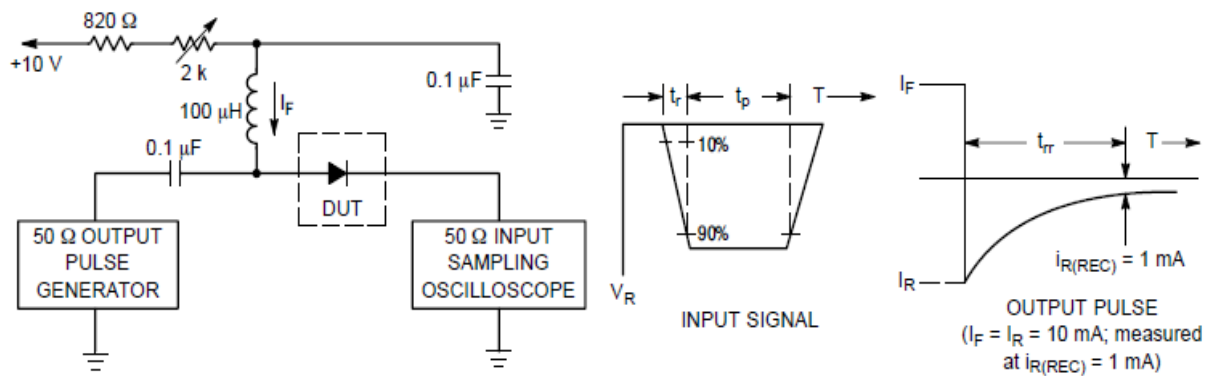 820 Ω
+10 V
2 k
100 µH
I_F
0.1 µF
0.1 µF
DUT
50 Ω OUTPUT
PULSE
GENERATOR
50 Ω INPUT
SAMPLING
OSCILLOSCOPE
t_r
t_p
T
10%
90%
V_R
INPUT SIGNAL
I_F
t_rr
T
I_R
i_R(REC) = 1 mA
OUTPUT PULSE
(I_F = I_R = 10 mA; measured
at i_R(REC) = 1 mA)